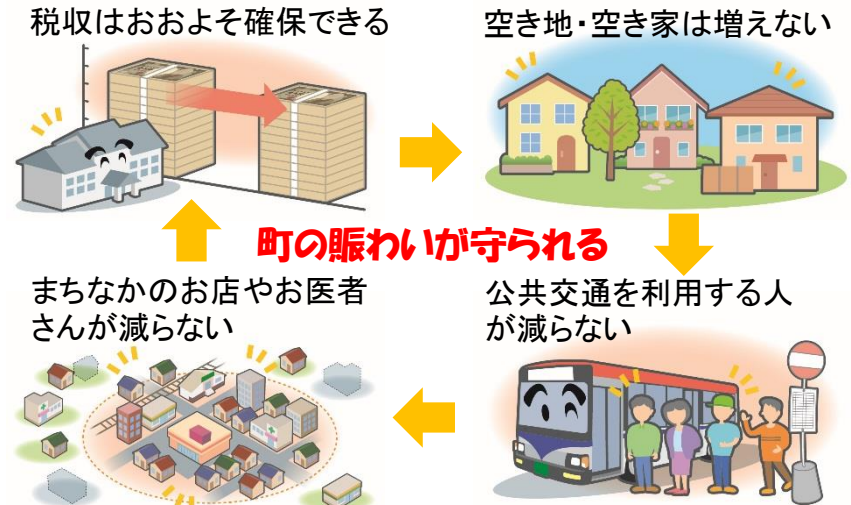 税収はおおよそ確保できる
空き地・空き家は増えない
町の賑わいが守られる
まちなかのお店やお医者
さんが減らない
公共交通を利用する人
が減らない